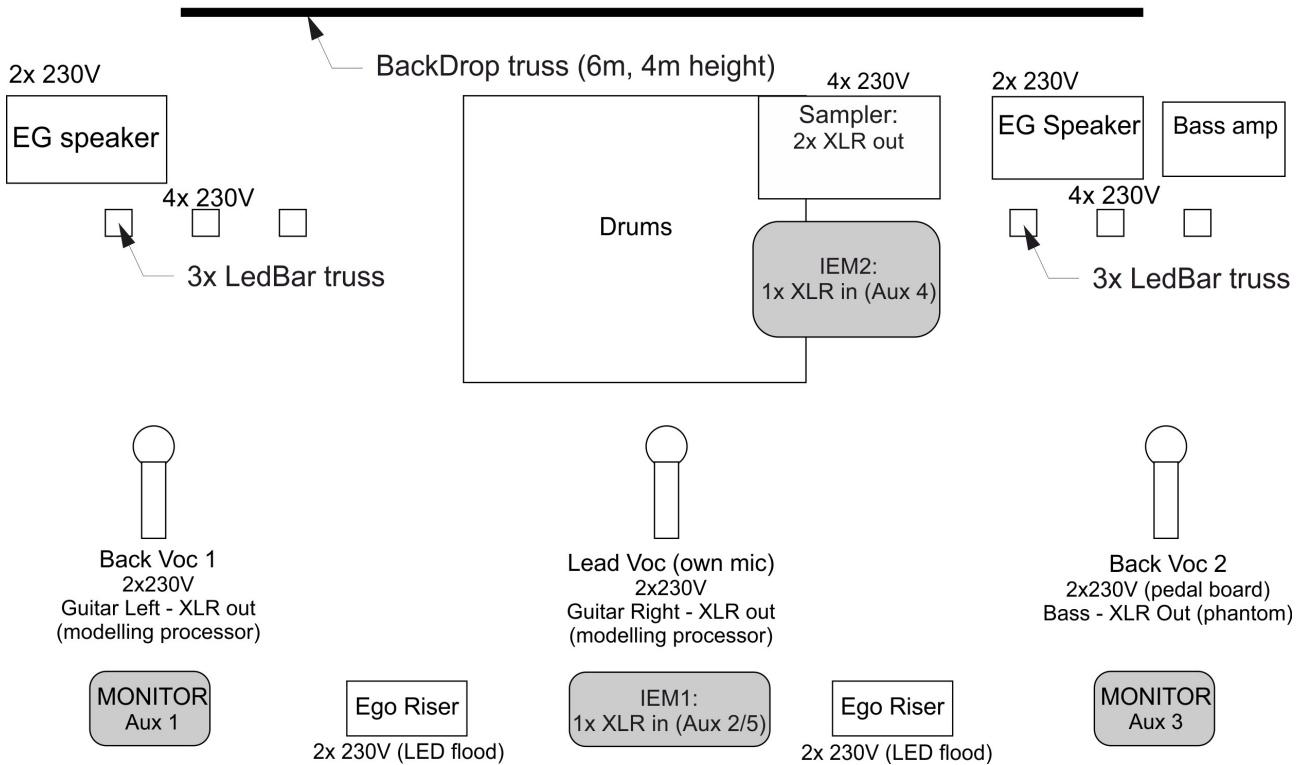 BackDrop truss (6m, 4m height)
2x 230V
EG speaker
4x 230V
3x LedBar truss
Drums
4x 230V
Sampler:
2x XLR out
IEM2:
1x XLR in (Aux 4)
2x 230V
EG Speaker
Bass amp
4x 230V
3x LedBar truss
Back Voc 1
2x230V
Guitar Left - XLR out
(modelling processor)
Lead Voc (own mic)
2x230V
Guitar Right - XLR out
(modelling processor)
Back Voc 2
2x230V (pedal board)
Bass - XLR Out (phantom)
MONITOR
Aux 1
Ego Riser
2x 230V (LED flood)
IEM1:
1x XLR in (Aux 2/5)
Ego Riser
2x 230V (LED flood)
MONITOR
Aux 3